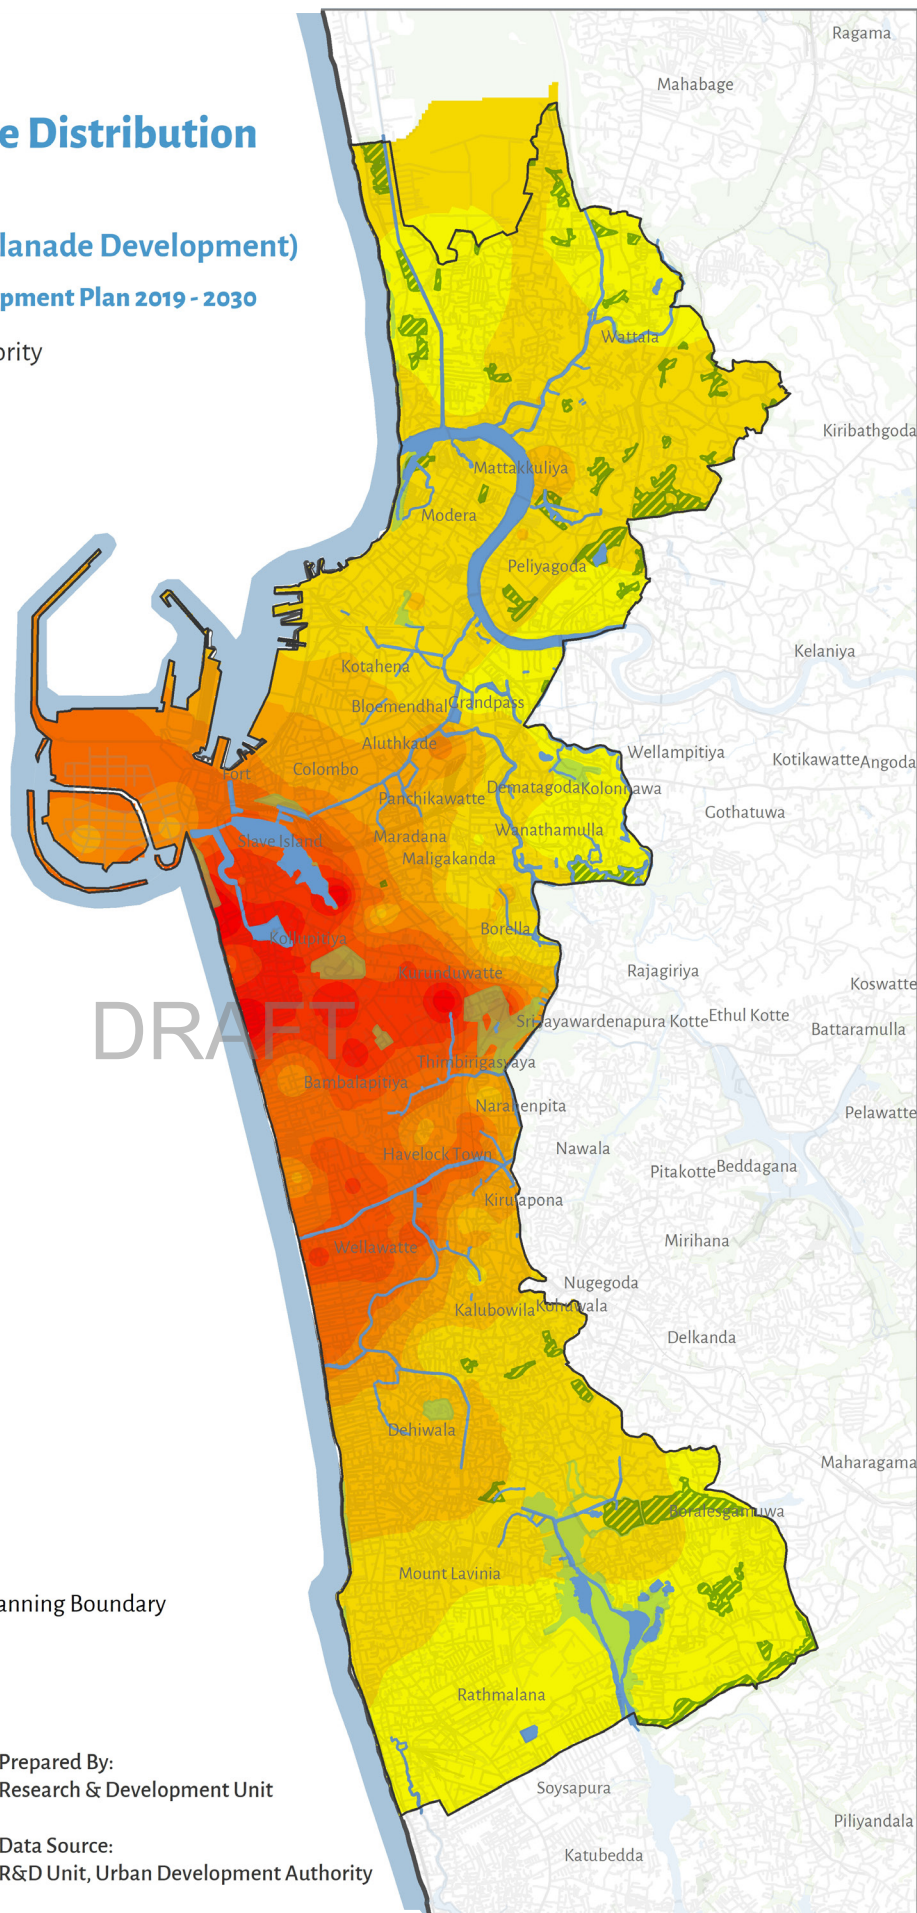 Ragama
Mahabage
e Distribution
lanade Development)
pment Plan 2019 - 2030
ority
Wattala
Kiribathgoda
Mattakkuliya
Modera
Peliyagoda
Kelaniya
Kotahena
Bloemendhal
Grandpass
Aluthkade
Wellampitiya
Kotikawatte
Angoda
Fort
Colombo
Panchikawatte
Dematagoda
Kolonnawa
Gothatuwa
Slave Island
Maradana
Wanathamulla
Maligakanda
Borella
Kollupitiya
Kurunduwatte
Rajagiriya
Koswatte
DRAFT
Sri Jayawardenapura Kotte
Ethul Kotte
Battaramulla
Thimbirigasyaya
Bambalapitiya
Narahenpita
Pelawatte
Havelock Town
Nawala
Pitakotte
Beddagana
Kirulapona
Wellawatte
Mirihana
Nugegoda
Kalubowila
Kohuwala
Delkanda
Dehiwala
Maharagama
Boralesgamuwa
Mount Lavinia
anning Boundary
Rathmalana
Prepared By:
Research & Development Unit
Soysapura
Piliyandala
Data Source:
R&D Unit, Urban Development Authority
Katubedda